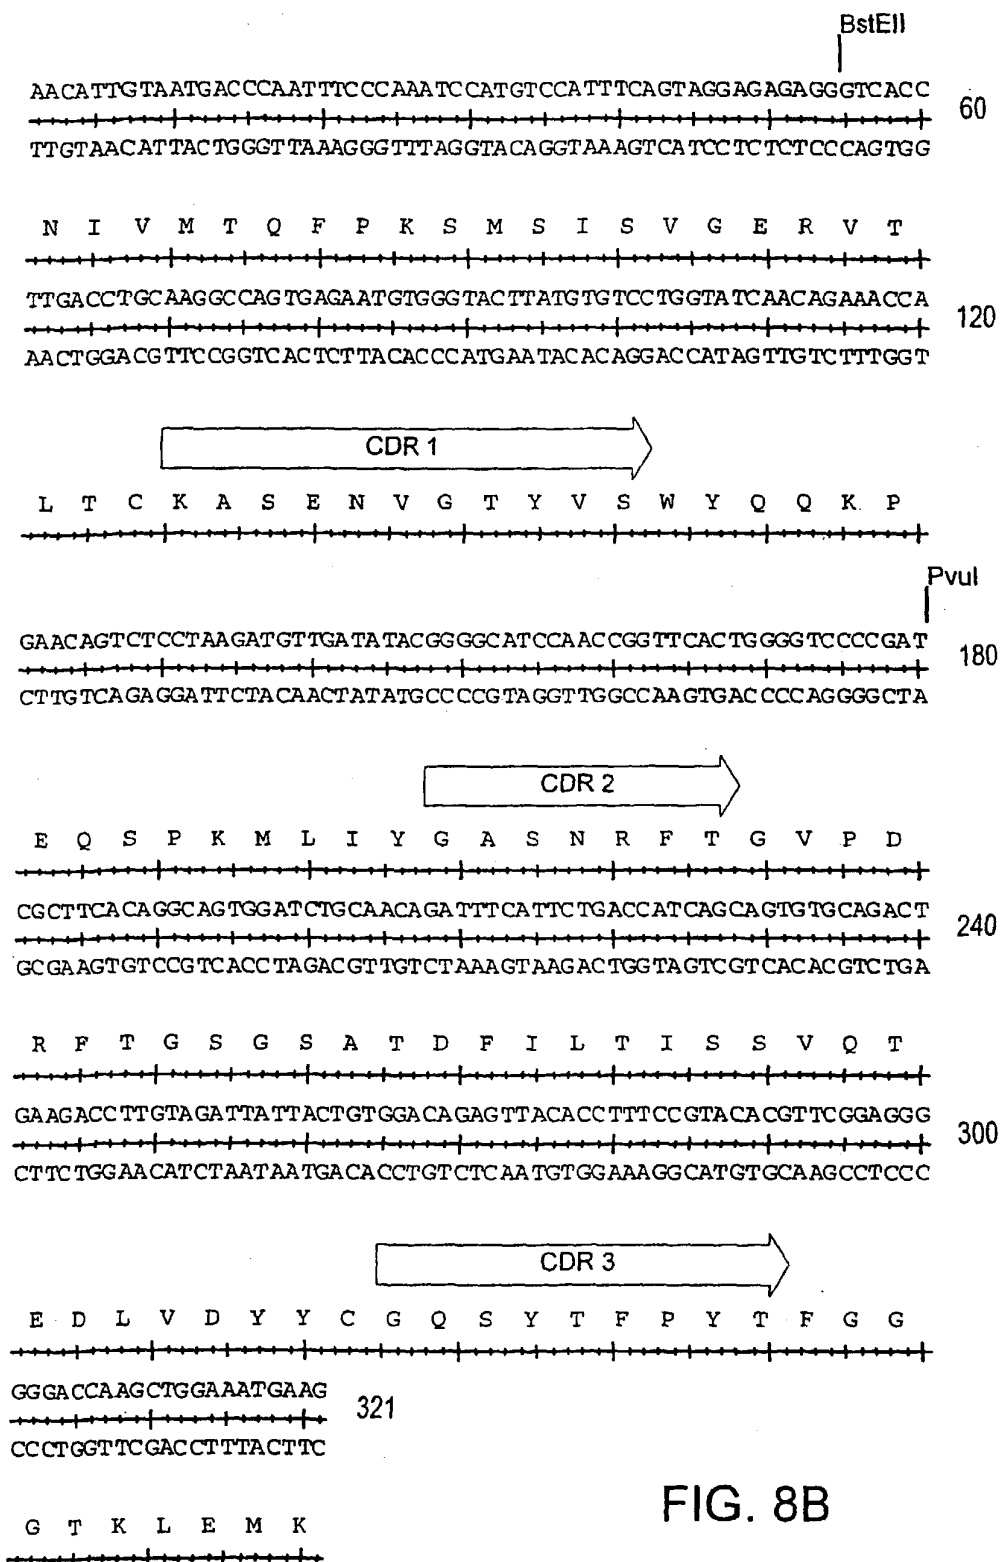 BstEII
AACATTGTAATGACCCAATTTCCCAAATCCATGTCCATTTCAGTAGGAGAGAGGGTCACC
60
TTGTAACATTACTGGGTTAAAGGGTTTAGGTACAGGTAAAGTCATCCTCTCTCCCAGTGG
N I V M T Q F P K S M S I S V G E R V T
TTGACCTGCAAGGCCAGTGAGAATGTGGGTACTTATGTGTCCTGGTATCAACAGAAACCA
120
AACTGGACGTTCCGGTCACTCTTACACCCATGAATACACAGGACCATAGTTGTCTTTGGT
CDR 1
L T C K A S E N V G T Y V S W Y Q Q K P
PvuI
GAACAGTCTCCTAAGATGTTGATATACGGGGCATCCAACCGGTTCACTGGGGTCCCCGAT
180
CTTGTCAGAGGATTCTACAACTATATGCCCCGTAGGTTGGCCAAGTGACCCCAGGGGCTA
CDR 2
E Q S P K M L I Y G A S N R F T G V P D
CGCTTCACAGGCAGTGGATCTGCAACAGATTTCATTCTGACCATCAGCAGTGTGCAGACT
240
GCGAAGTGTCCGTCACCTAGACGTTGTCTAAAGTAAGACTGGTAGTCGTCACACGTCTGA
R F T G S G S A T D F I L T I S S V Q T
GAAGACCTTGTAGATTATTACTGTGGACAGAGTTACACCTTTCCGTACACGTTCGGAGGG
300
CTTCTGGAACATCTAATAATGACACCTGTCTCAATGTGGAAAGGCATGTGCAAGCCTCCC
CDR 3
E D L V D Y Y C G Q S Y T F P Y T F G G
GGGACCAAGCTGGAAATGAAG
321
CCCTGGTTCGACCTTTACTTC
G T K L E M K
FIG. 8B